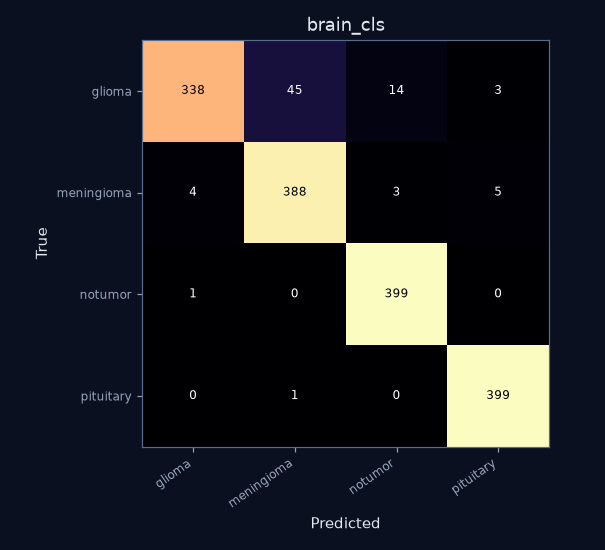 brain_cls
glioma 338 45 14 3
meningioma 4 388 3 5
notumor 1 0 399 0
pituitary 0 1 0 399
True
glioma meningioma notumor pituitary
Predicted